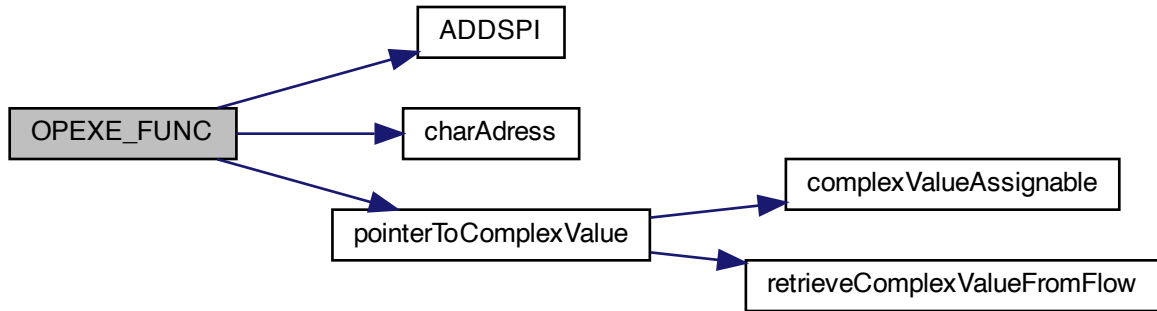 ADDSPI
OPEXE_FUNC
charAdress
complexValueAssignable
pointerToComplexValue
retrieveComplexValueFromFlow